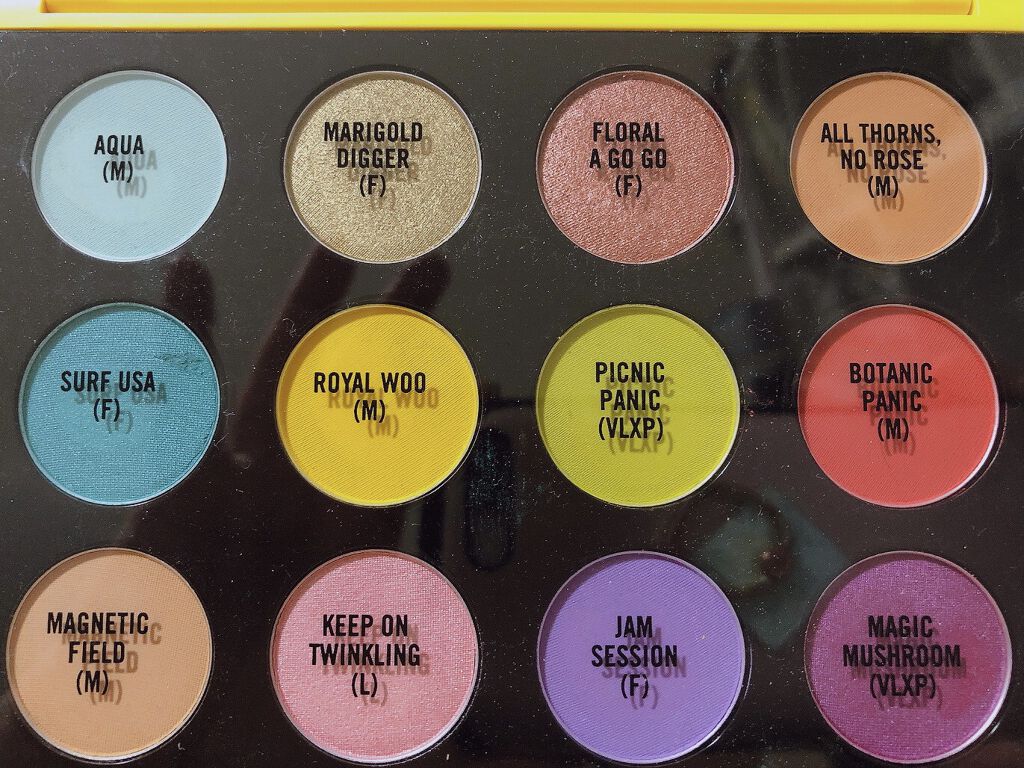 AQUA
(M)
MARIGOLD
DIGGER
(F)
FLORAL
A GO GO
(F)
ALL THORNS,
NO ROSE
(M)
SURF USA
(F)
ROYAL WOO
(M)
PICNIC
PANIC
(VLXP)
BOTANIC
PANIC
(M)
MAGNETIC
FIELD
(M)
KEEP ON
TWINKLING
(L)
JAM
SESSION
(F)
MAGIC
MUSHROOM
(VLXP)